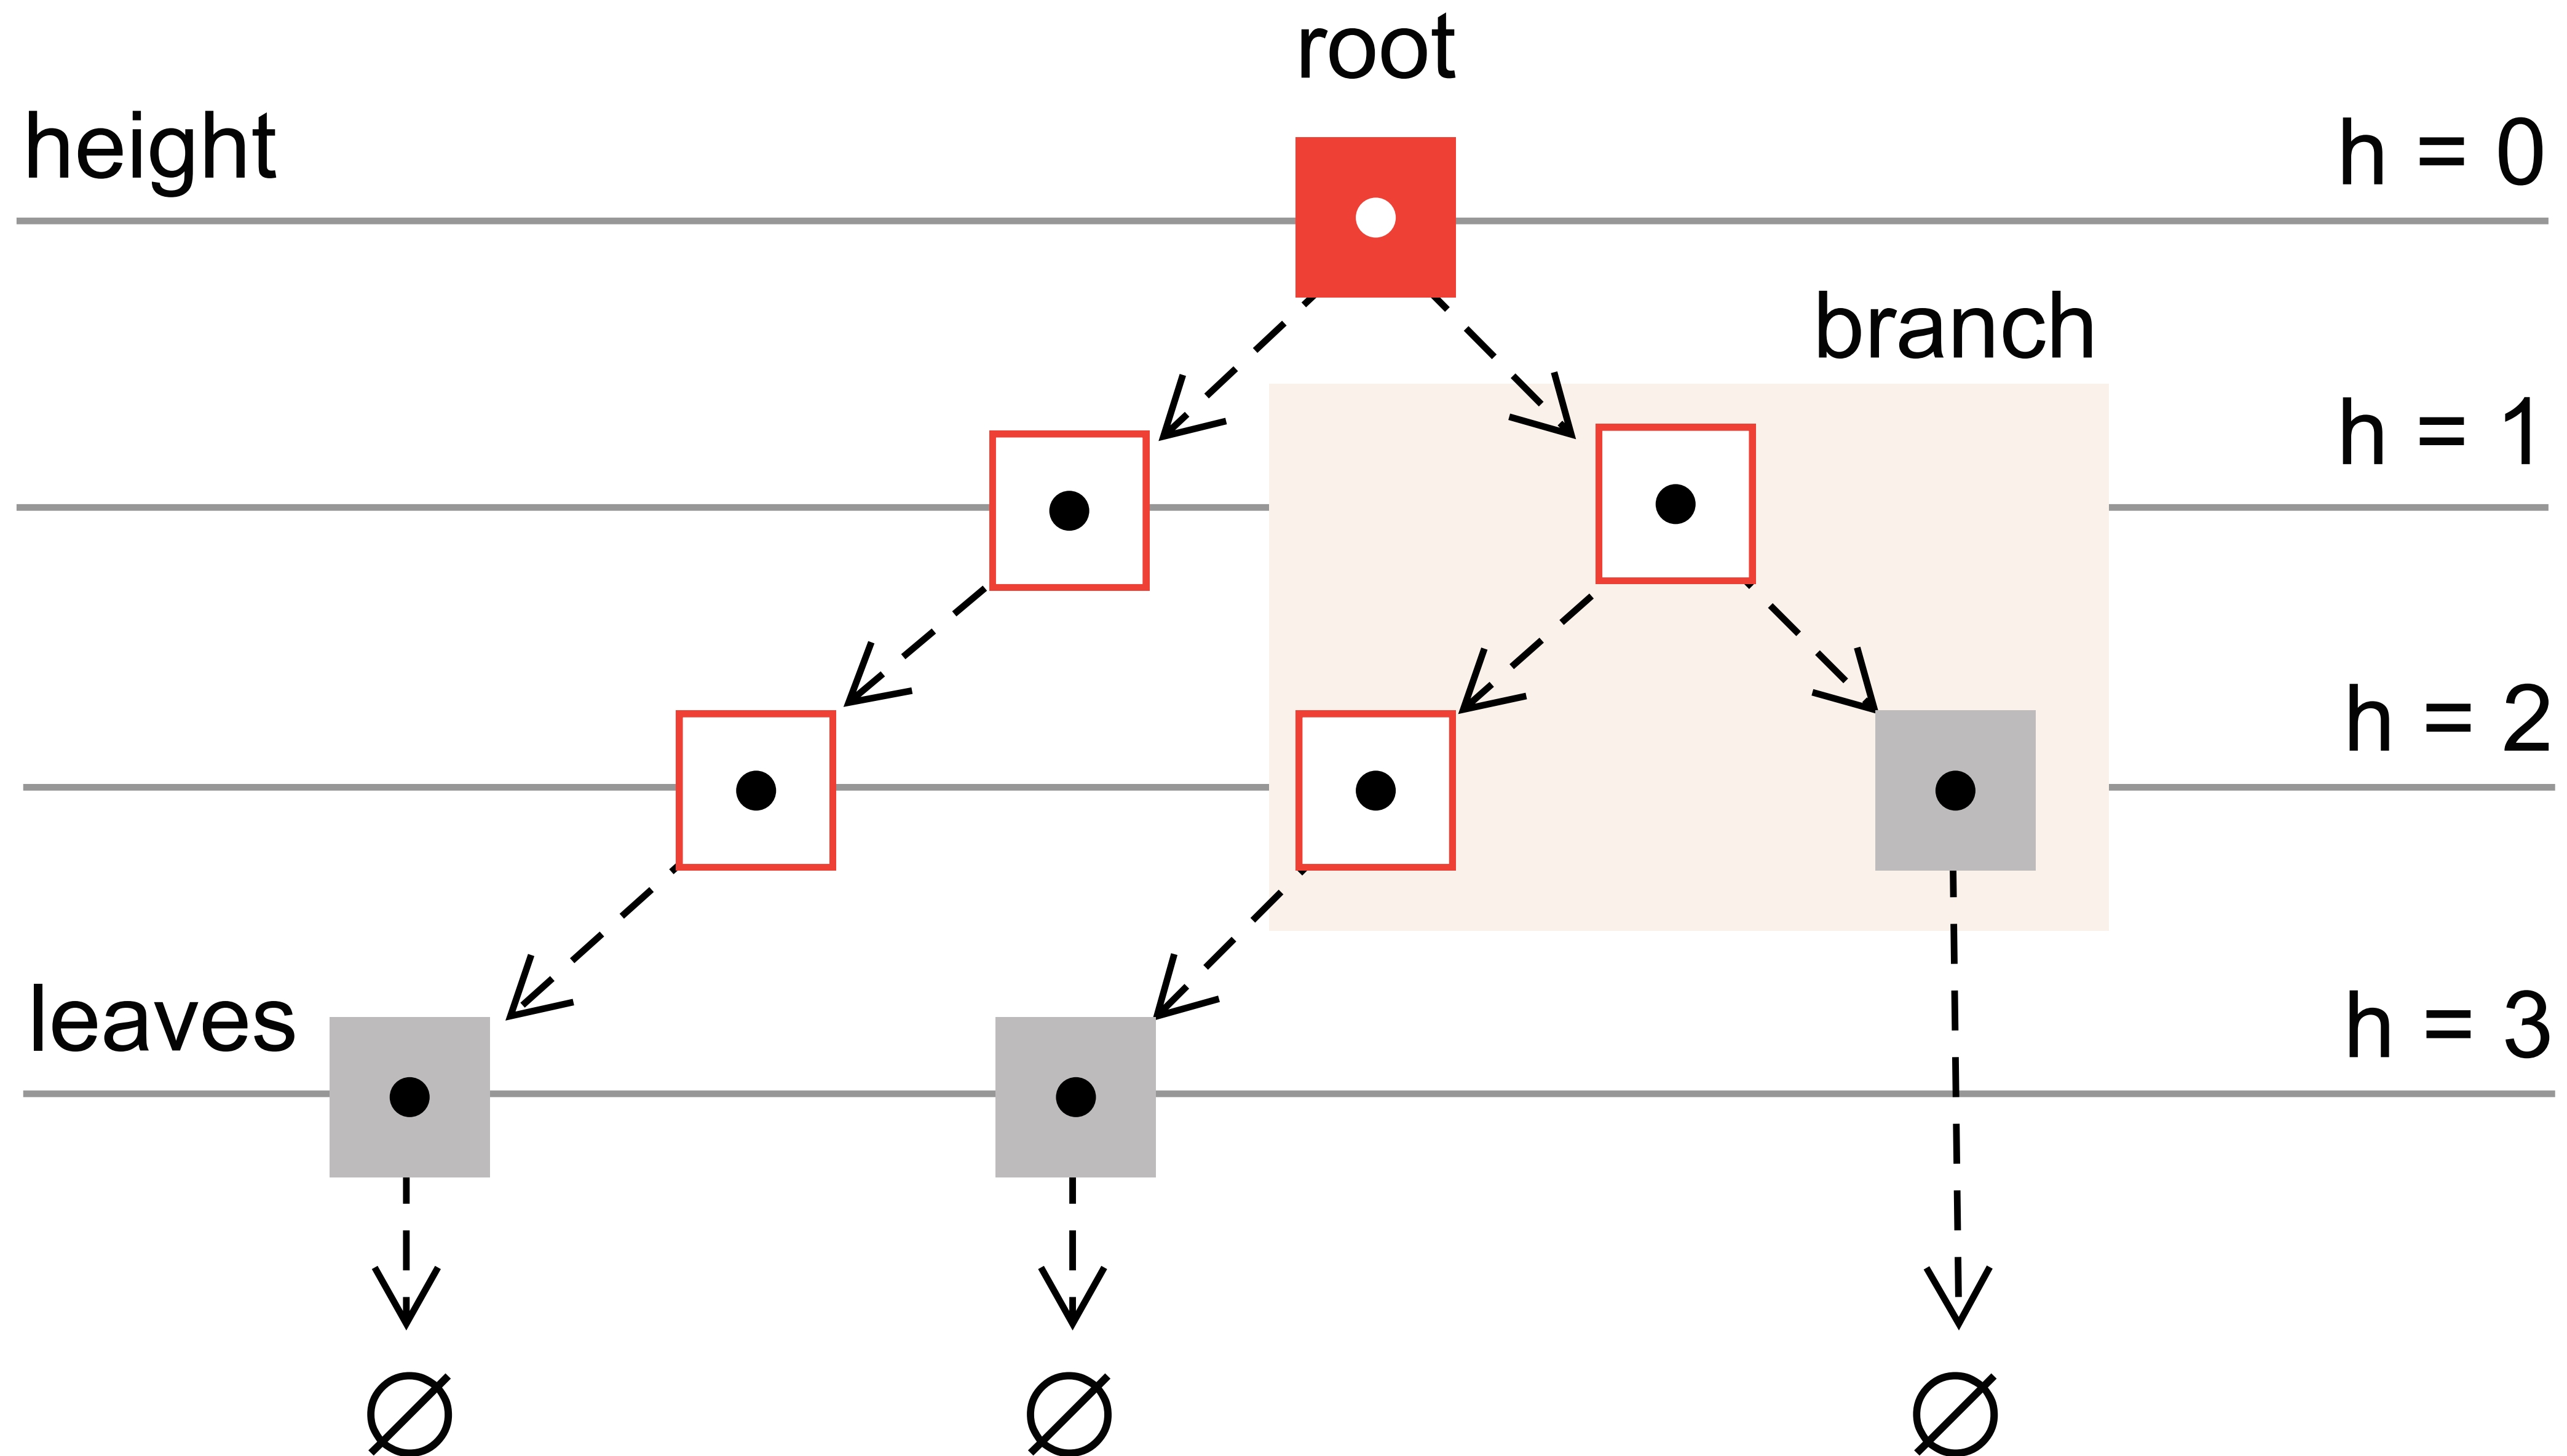 root
height
h = 0
branch
h = 1
h = 2
leaves
h = 3
∅ ∅ ∅